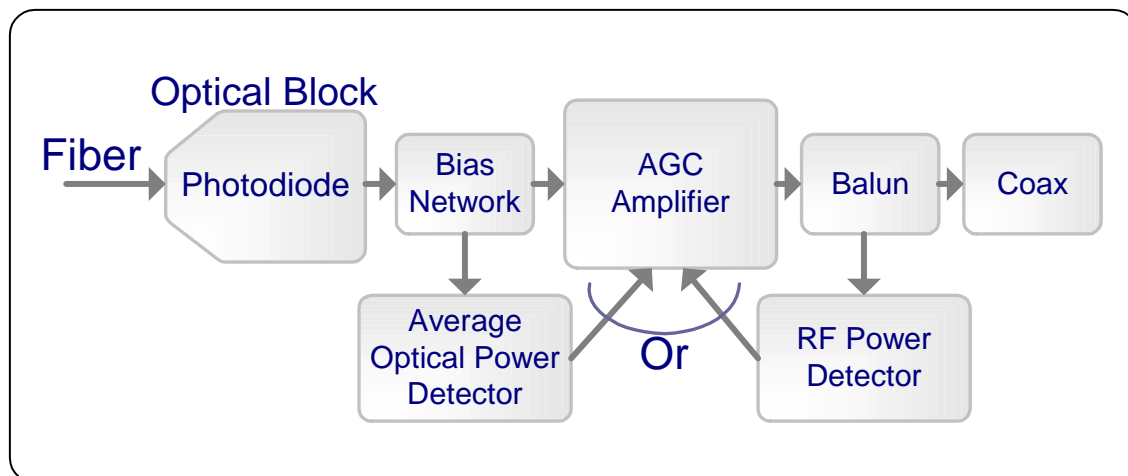 Optical Block
Fiber
Photodiode
Bias
Network
AGC
Amplifier
Balun
Coax
Average
Optical Power
Detector
Or
RF Power
Detector